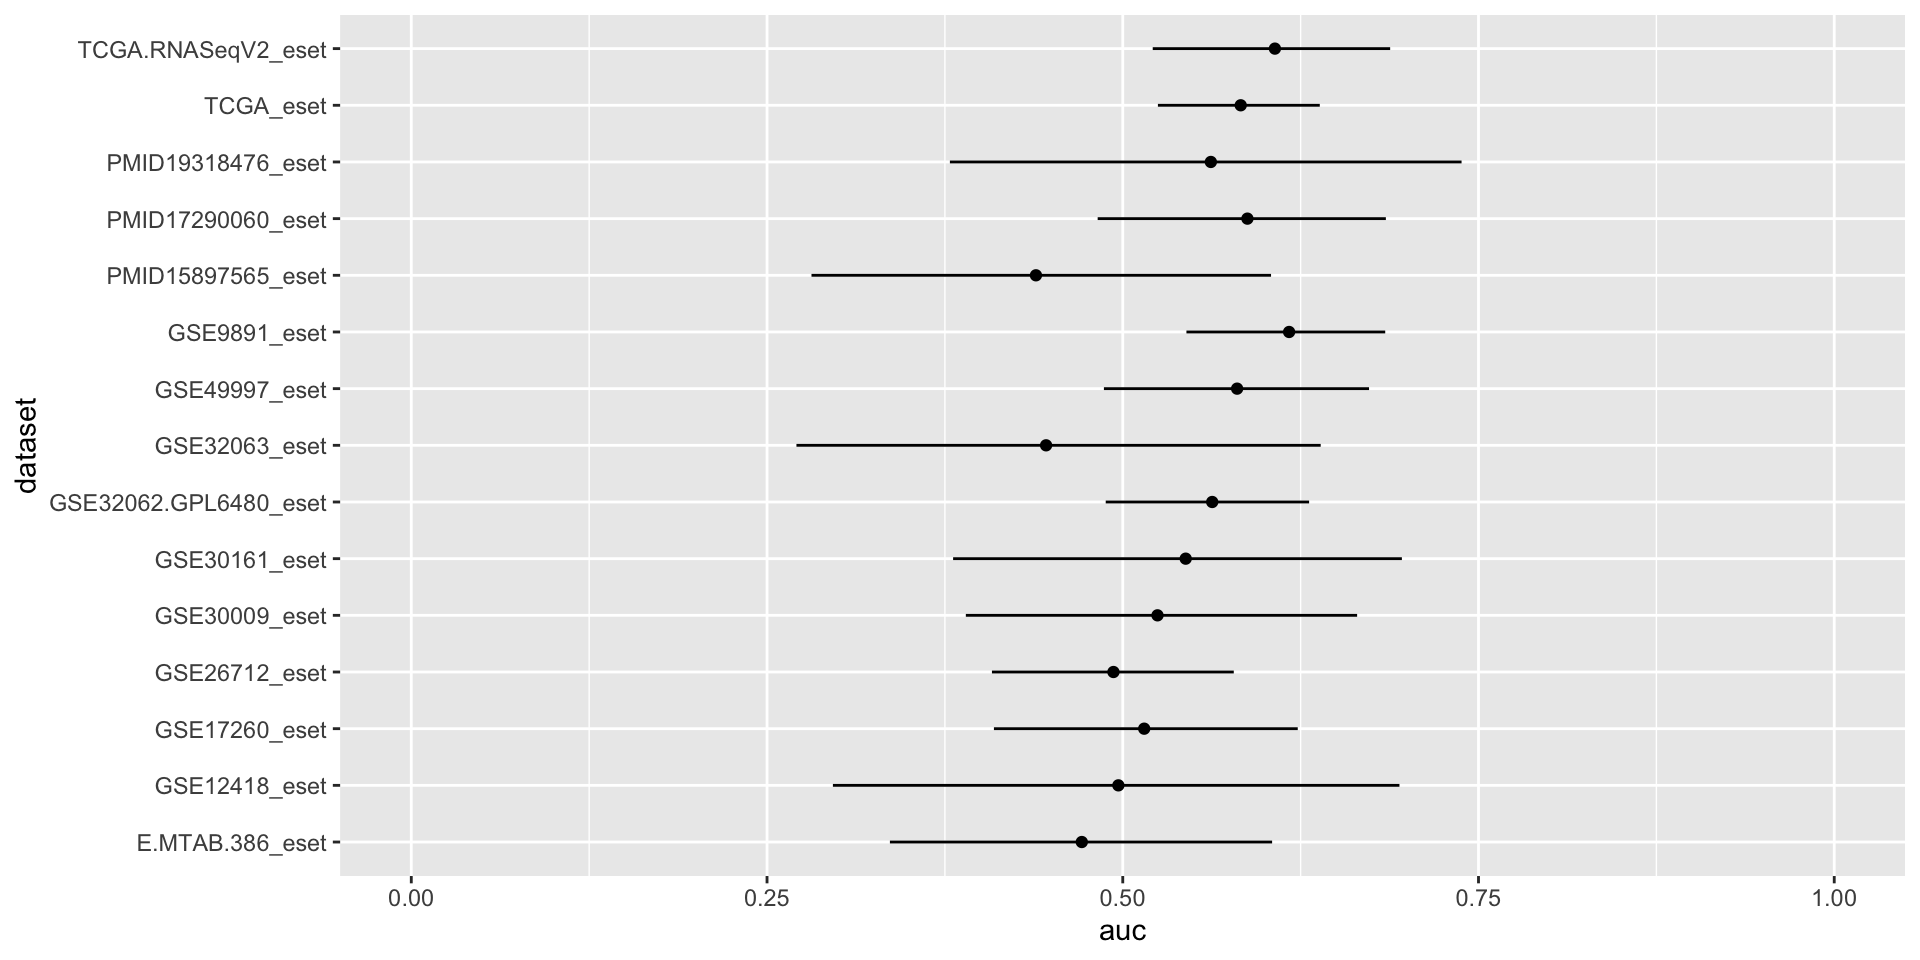 TCGA.RNASeqV2_eset
TCGA_eset
PMID19318476_eset
PMID17290060_eset
PMID15897565_eset
GSE9891_eset
GSE49997_eset
GSE32063_eset
GSE32062.GPL6480_eset
GSE30161_eset
GSE30009_eset
GSE26712_eset
GSE17260_eset
GSE12418_eset
E.MTAB.386_eset
dataset
0.00 0.25 0.50 0.75 1.00
auc